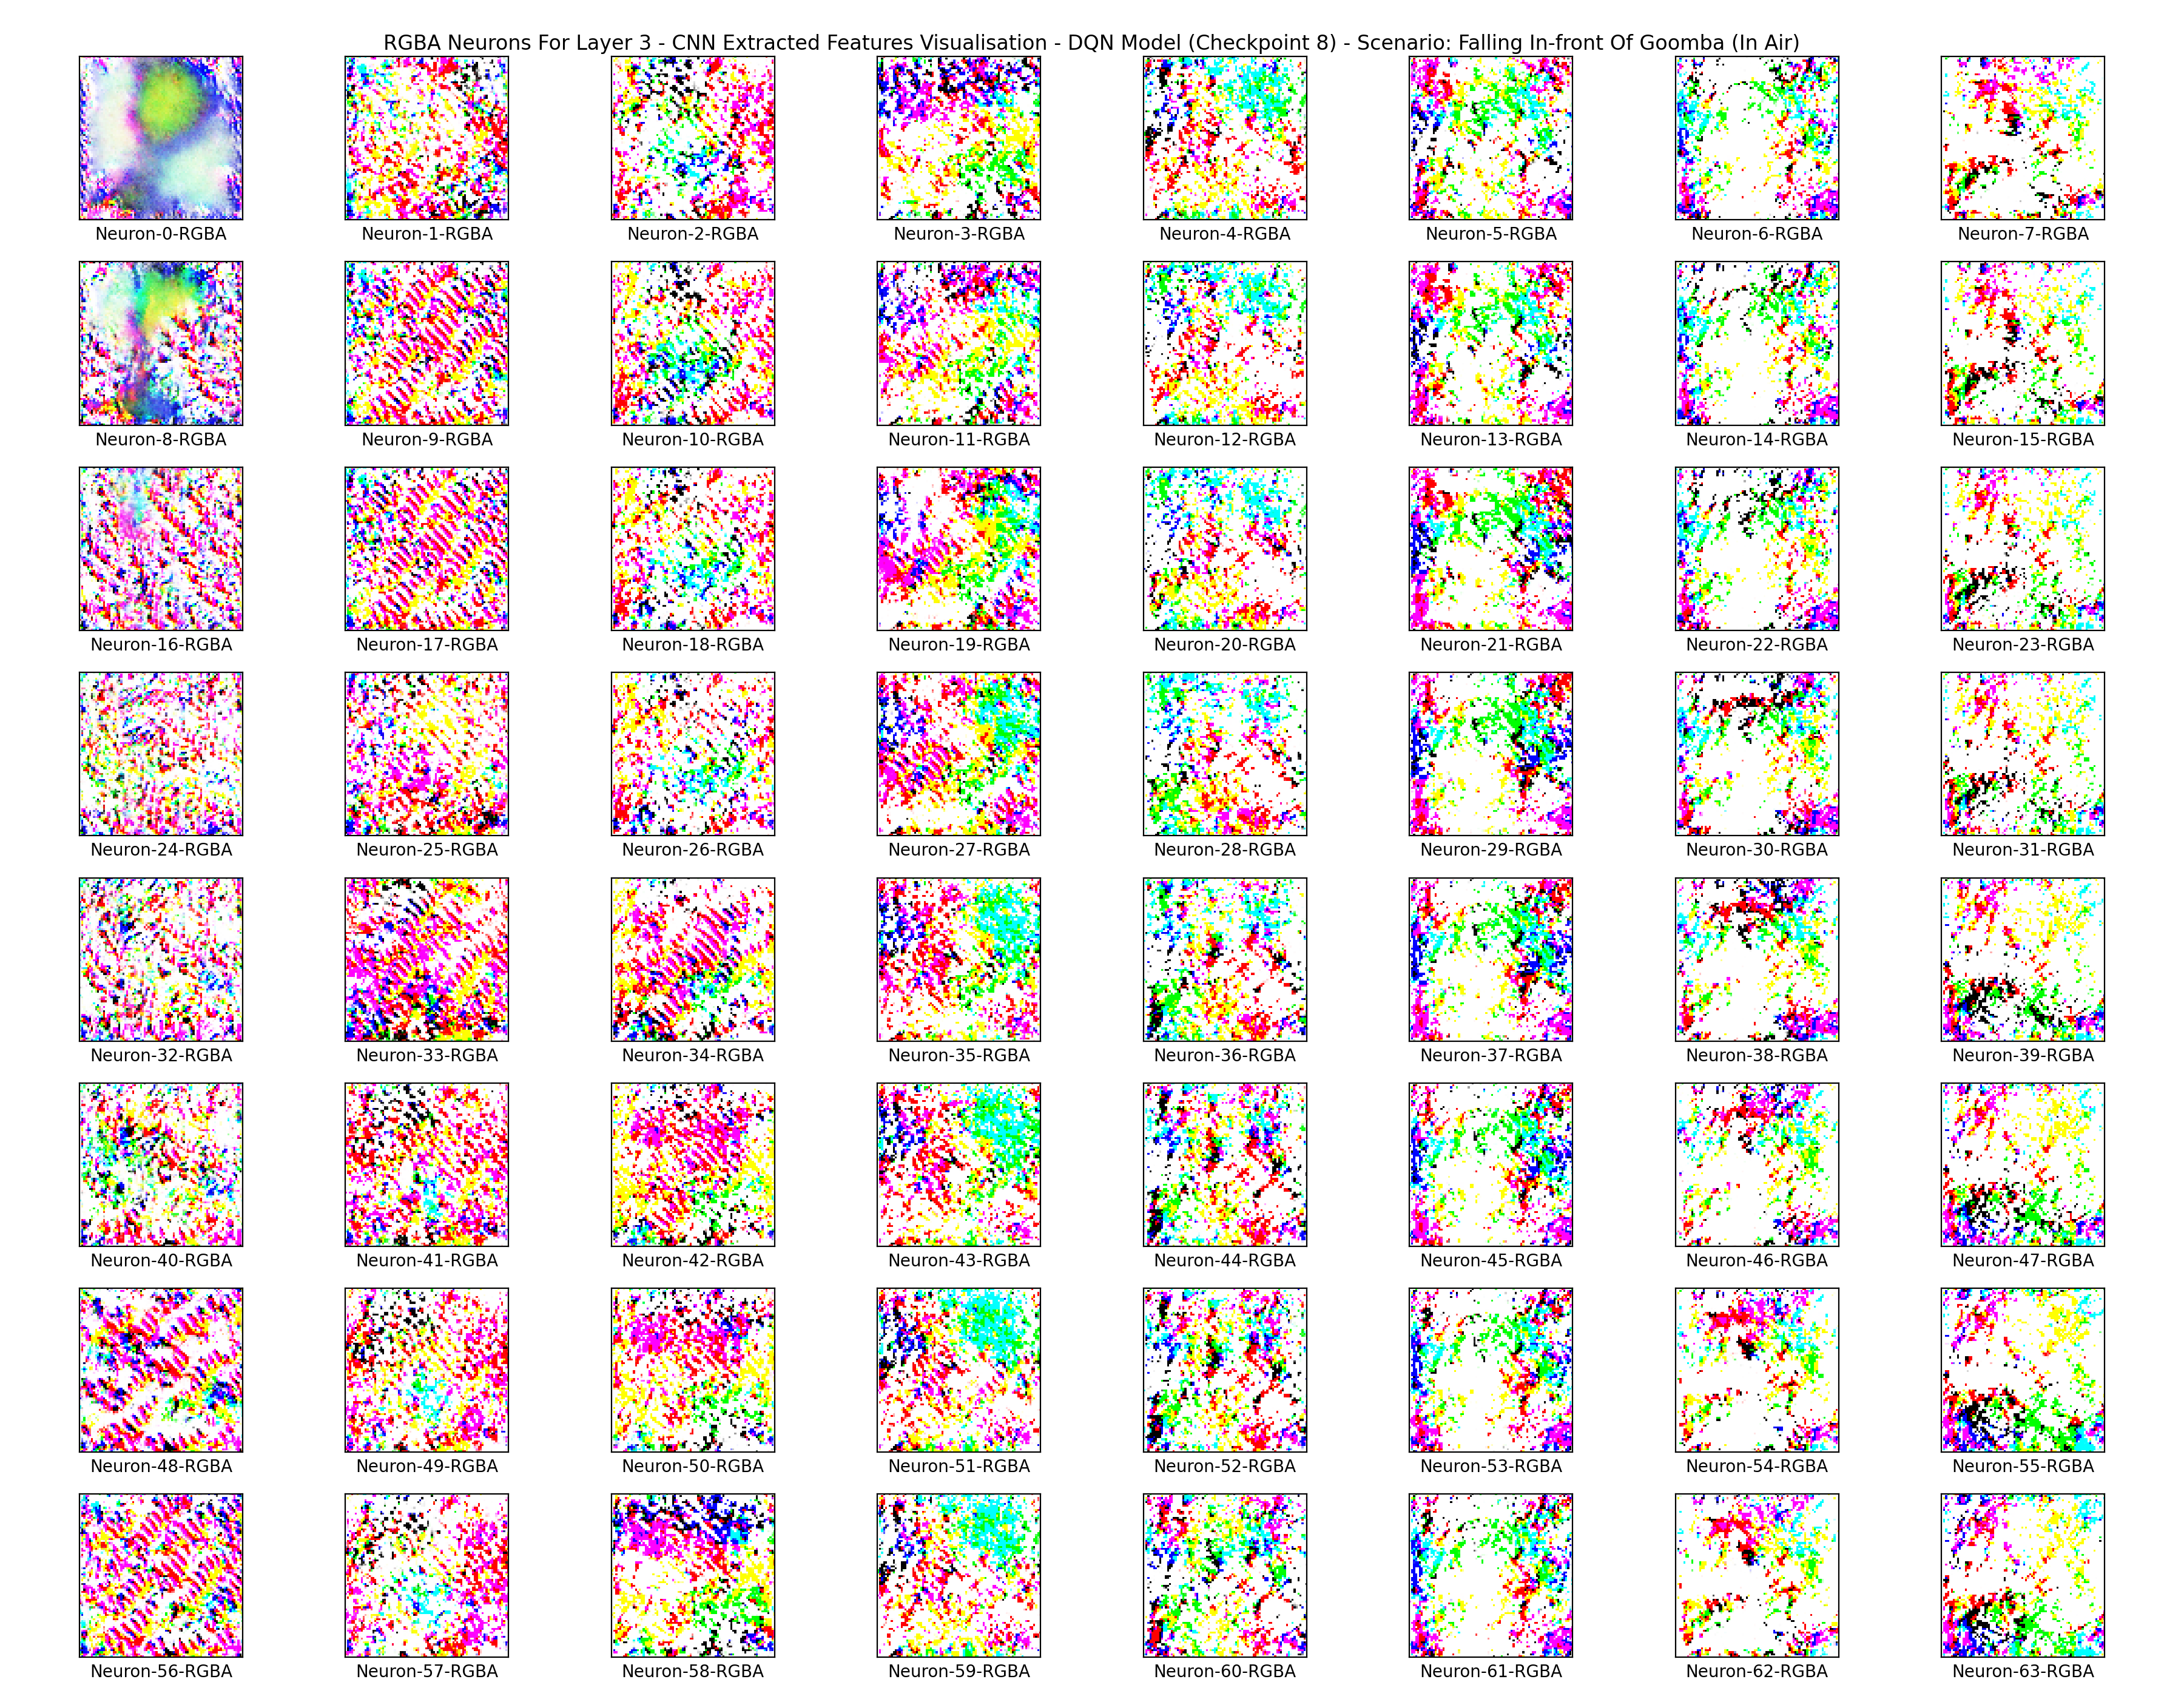 RGBA Neurons For Layer 3 - CNN Extracted Features Visualisation - DQN Model (Checkpoint 8) - Scenario: Falling In-front Of Goomba (In Air)
Neuron-0-RGBA Neuron-1-RGBA Neuron-2-RGBA Neuron-3-RGBA Neuron-4-RGBA Neuron-5-RGBA Neuron-6-RGBA Neuron-7-RGBA
Neuron-8-RGBA Neuron-9-RGBA Neuron-10-RGBA Neuron-11-RGBA Neuron-12-RGBA Neuron-13-RGBA Neuron-14-RGBA Neuron-15-RGBA
Neuron-16-RGBA Neuron-17-RGBA Neuron-18-RGBA Neuron-19-RGBA Neuron-20-RGBA Neuron-21-RGBA Neuron-22-RGBA Neuron-23-RGBA
Neuron-24-RGBA Neuron-25-RGBA Neuron-26-RGBA Neuron-27-RGBA Neuron-28-RGBA Neuron-29-RGBA Neuron-30-RGBA Neuron-31-RGBA
Neuron-32-RGBA Neuron-33-RGBA Neuron-34-RGBA Neuron-35-RGBA Neuron-36-RGBA Neuron-37-RGBA Neuron-38-RGBA Neuron-39-RGBA
Neuron-40-RGBA Neuron-41-RGBA Neuron-42-RGBA Neuron-43-RGBA Neuron-44-RGBA Neuron-45-RGBA Neuron-46-RGBA Neuron-47-RGBA
Neuron-48-RGBA Neuron-49-RGBA Neuron-50-RGBA Neuron-51-RGBA Neuron-52-RGBA Neuron-53-RGBA Neuron-54-RGBA Neuron-55-RGBA
Neuron-56-RGBA Neuron-57-RGBA Neuron-58-RGBA Neuron-59-RGBA Neuron-60-RGBA Neuron-61-RGBA Neuron-62-RGBA Neuron-63-RGBA